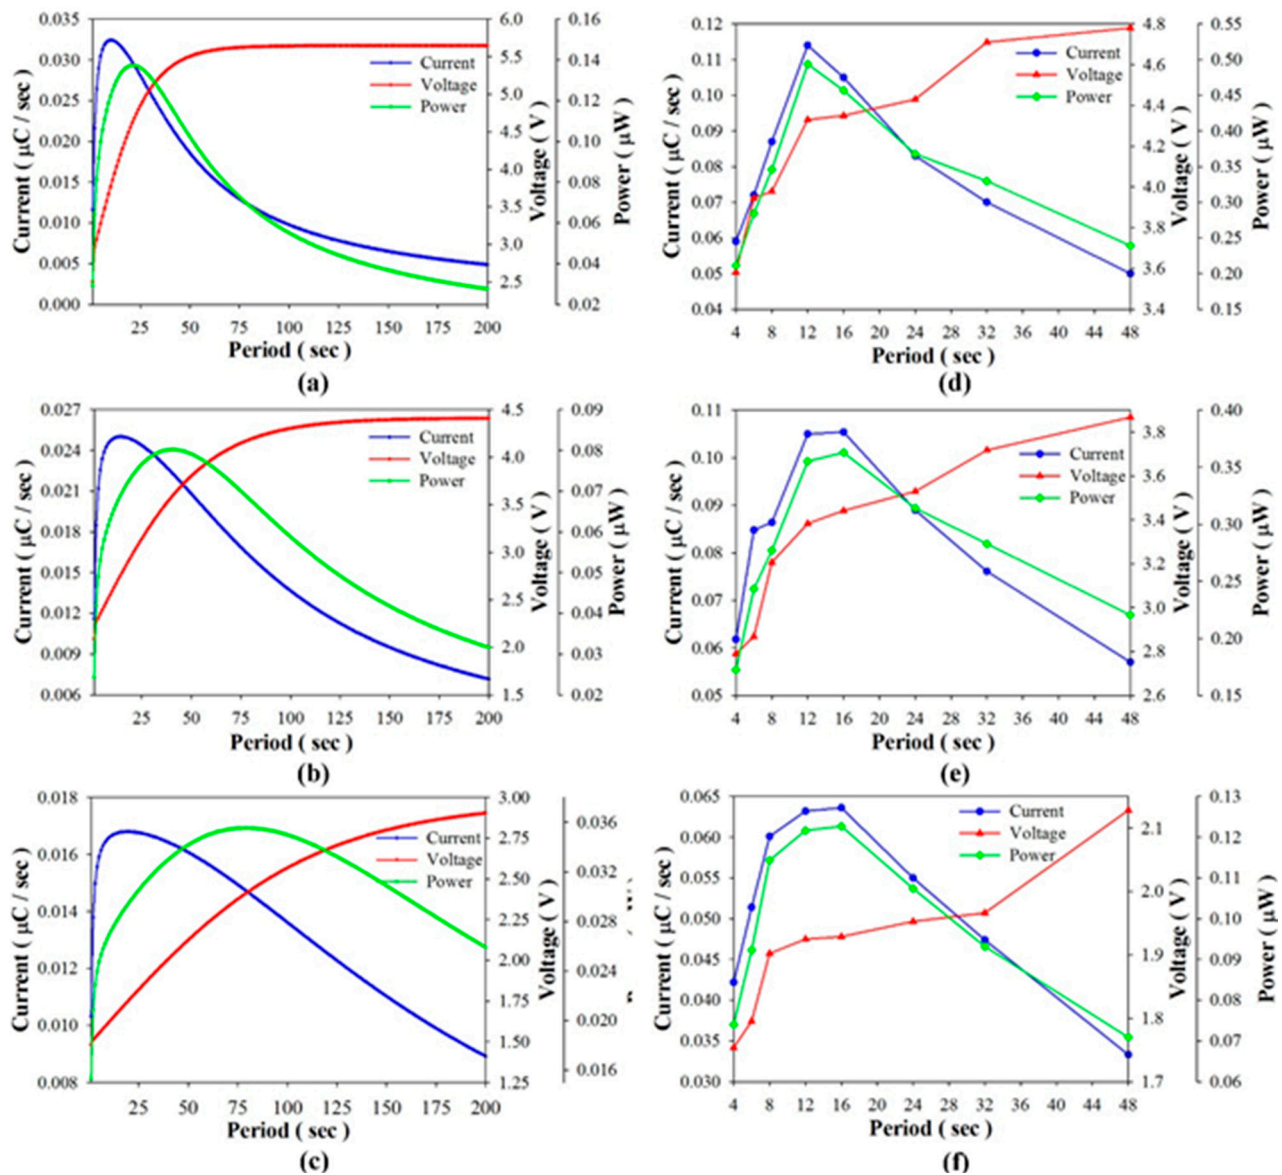 0.035
0.030
0.025
0.020
0.015
0.010
0.005
0.000
Current ( μC / sec)
6.0
5.5
5.0
4.5
4.0
3.5
3.0
2.5
Voltage ( V )
0.16
0.14
0.12
0.10
0.08
0.06
0.04
0.02
Power ( μW )
Current
Voltage
Power
25 50 75 100 125 150 175 200
Period ( sec )
(a)
0.12
0.11
0.10
0.09
0.08
0.07
0.06
0.05
0.04
Current ( μC / sec)
4.8
4.6
4.4
4.2
4.0
3.8
3.6
3.4
Voltage ( V )
0.55
0.50
0.45
0.40
0.35
0.30
0.25
0.20
0.15
Power ( μW )
Current
Voltage
Power
4 8 12 16 20 24 28 32 36 40 44 48
Period ( sec )
(d)
0.027
0.024
0.021
0.018
0.015
0.012
0.009
0.006
Current ( μC / sec)
4.5
4.0
3.5
3.0
2.5
2.0
1.5
Voltage ( V )
0.09
0.08
0.07
0.06
0.05
0.04
0.03
0.02
Power ( μW )
Current
Voltage
Power
25 50 75 100 125 150 175 200
Period ( sec )
(b)
0.11
0.10
0.09
0.08
0.07
0.06
0.05
Current ( μC / sec)
3.8
3.6
3.4
3.2
3.0
2.8
2.6
Voltage ( V )
0.40
0.35
0.30
0.25
0.20
0.15
Power ( μW )
Current
Voltage
Power
4 8 12 16 20 24 28 32 36 40 44 48
Period ( sec )
(e)
0.018
0.016
0.014
0.012
0.010
0.008
Current ( μC / sec)
3.00
2.75
2.50
2.25
2.00
1.75
1.50
1.25
Voltage ( V )
0.036
0.032
0.028
0.024
0.020
0.016
Current
Voltage
Power
25 50 75 100 125 150 175 200
Period ( sec )
(c)
0.065
0.060
0.055
0.050
0.045
0.040
0.035
0.030
Current ( μC / sec)
2.1
2.0
1.9
1.8
1.7
Voltage ( V )
0.13
0.12
0.11
0.10
0.09
0.08
0.07
0.06
Power ( μW )
Current
Voltage
Power
4 8 12 16 20 24 28 32 36 40 44 48
Period ( sec )
(f)